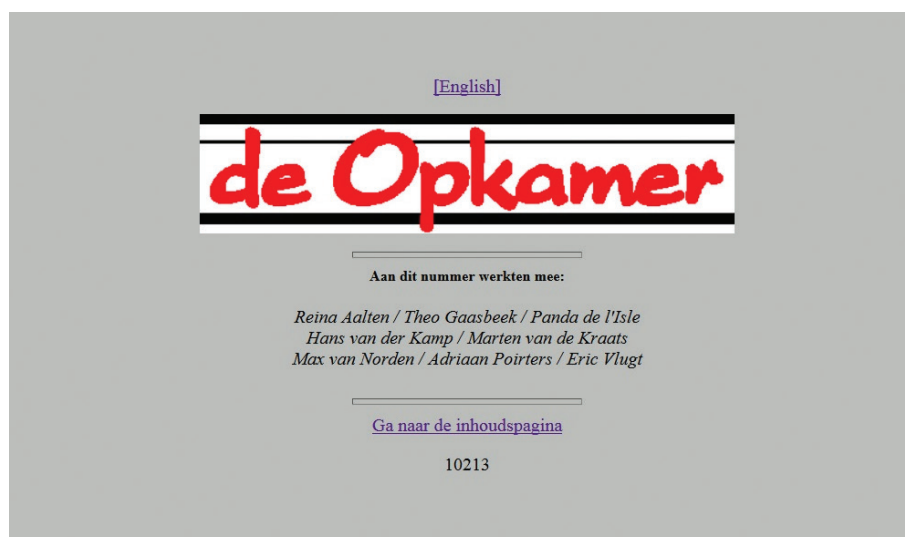 [English]
de Opkamer
Aan dit nummer werkten mee:
Reina Aalten / Theo Gaasbeek / Panda de l'Isle
Hans van der Kamp / Marten van de Kraats
Max van Norden / Adriaan Poirters / Eric Vlugt
Ga naar de inhoudspagina
10213